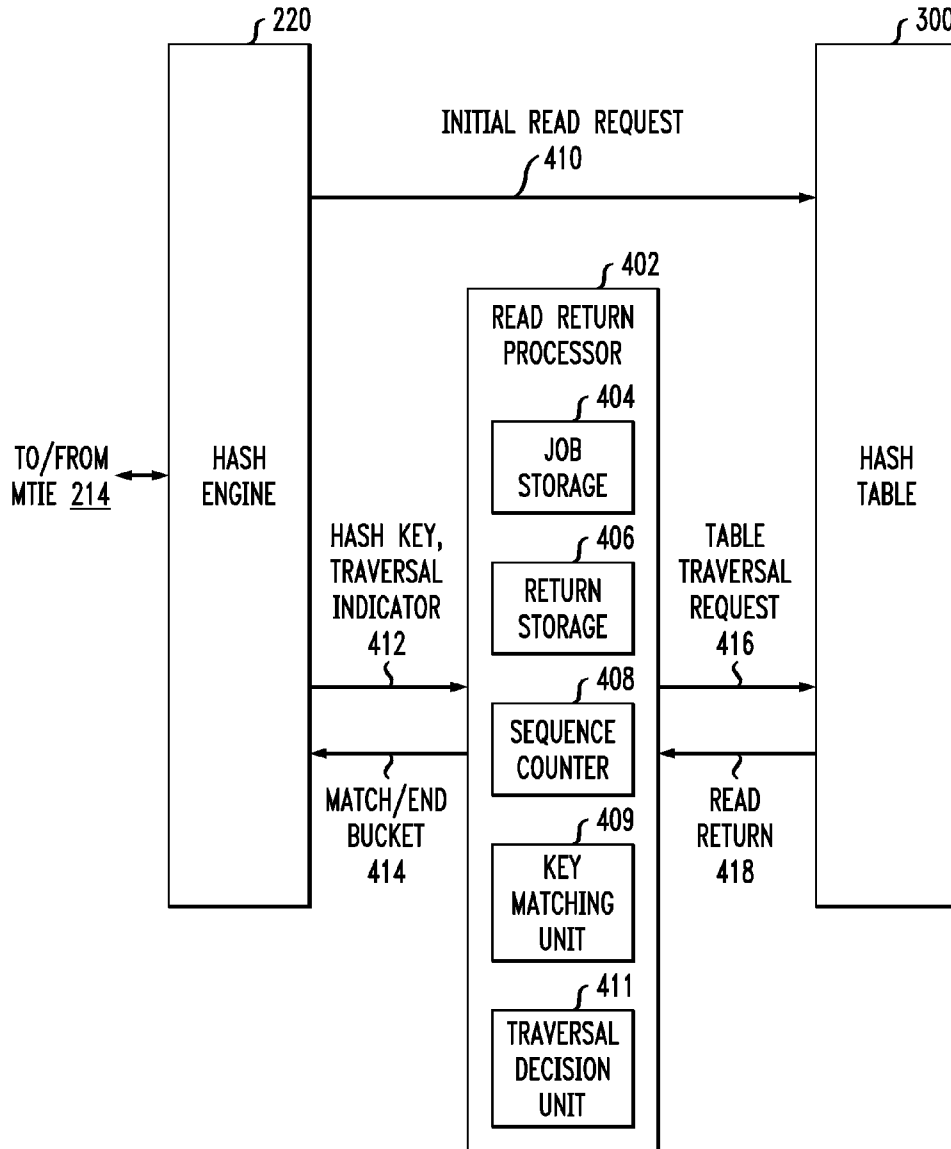 220
300
INITIAL READ REQUEST
410
402
READ RETURN
PROCESSOR
404
JOB
STORAGE
TO/FROM
MTIE 214
HASH
ENGINE
HASH
TABLE
HASH KEY,
TRAVERSAL
INDICATOR
412
406
RETURN
STORAGE
TABLE
TRAVERSAL
REQUEST
416
408
SEQUENCE
COUNTER
MATCH/END
BUCKET
414
READ
RETURN
418
409
KEY
MATCHING
UNIT
411
TRAVERSAL
DECISION
UNIT